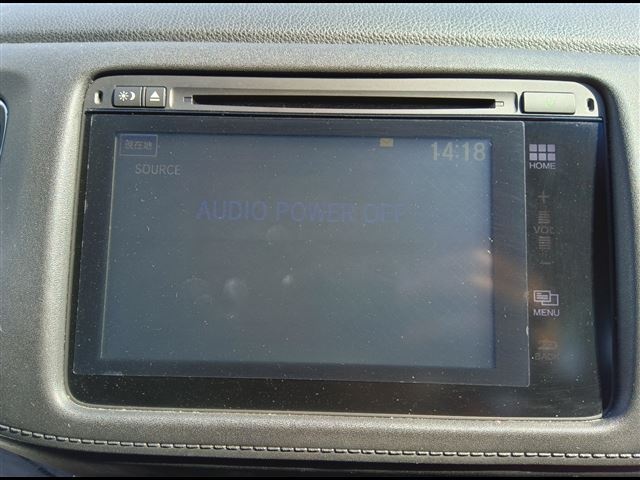 現在地
14:18
SOURCE
AUDIO POWER OFF
HOME
+
VOL
-
MENU
BACK